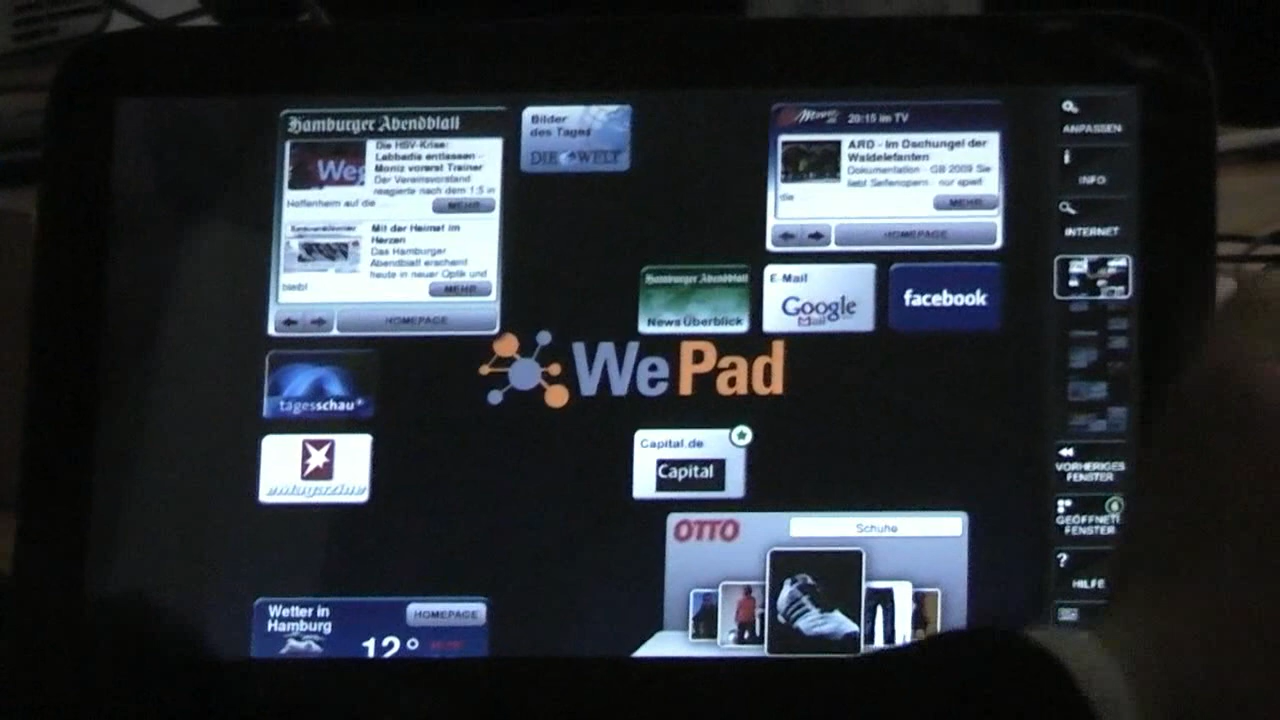 Hamburger Abendblatt
Die HSV-Krise:
Labbadia entlassen -
Moniz vorerst Trainer
Der Vereinsvorstand
reagierte nach dem 1:5 in
Hoffenheim auf die
MEHR
Mit der Heimat im
Herzen
Das Hamburger
Abendblatt erscheint
heute in neuer Optik und
bleibt
MEHR
HOMEPAGE
Bilder
des Tages
DIE WELT
20:15 im TV
ARD - Im Dschungel der
Waldelefanten
Dokumentation - GB 2009 Sie
liebt Seifenopern nur spielt
die
MEHR
HOMEPAGE
Hamburger Abendblatt
News Überblick
E-Mail
Google
Mail
facebook
WePad
tagesschau
eMagazine
Capital.de
Capital
OTTO
Schuhe
Wetter in
Hamburg
HOMEPAGE
12°
ANPASSEN
INFO
INTERNET
VORHERIGES
FENSTER
GEÖFFNETE
FENSTER
HILFE